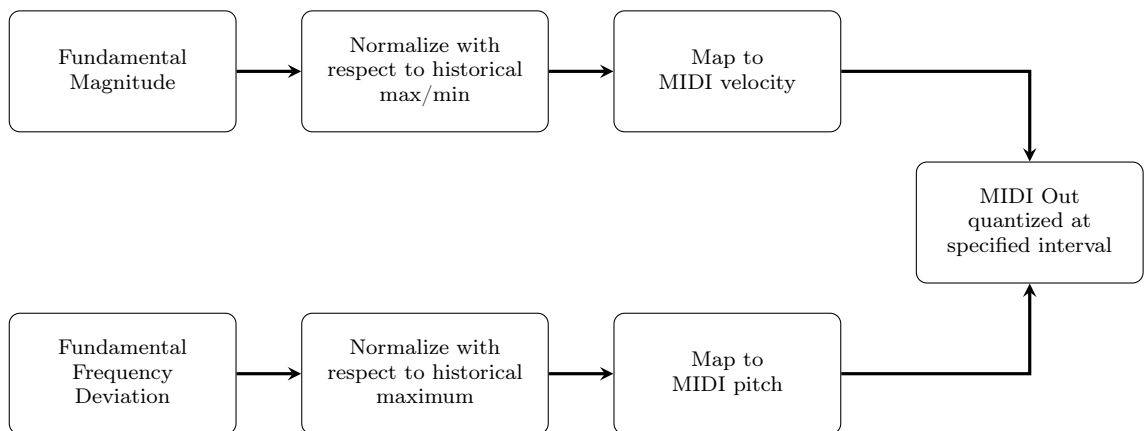 Fundamental
Magnitude
Normalize with
respect to historical
max/min
Map to
MIDI velocity
MIDI Out
quantized at
specified interval
Fundamental
Frequency
Deviation
Normalize with
respect to historical
maximum
Map to
MIDI pitch